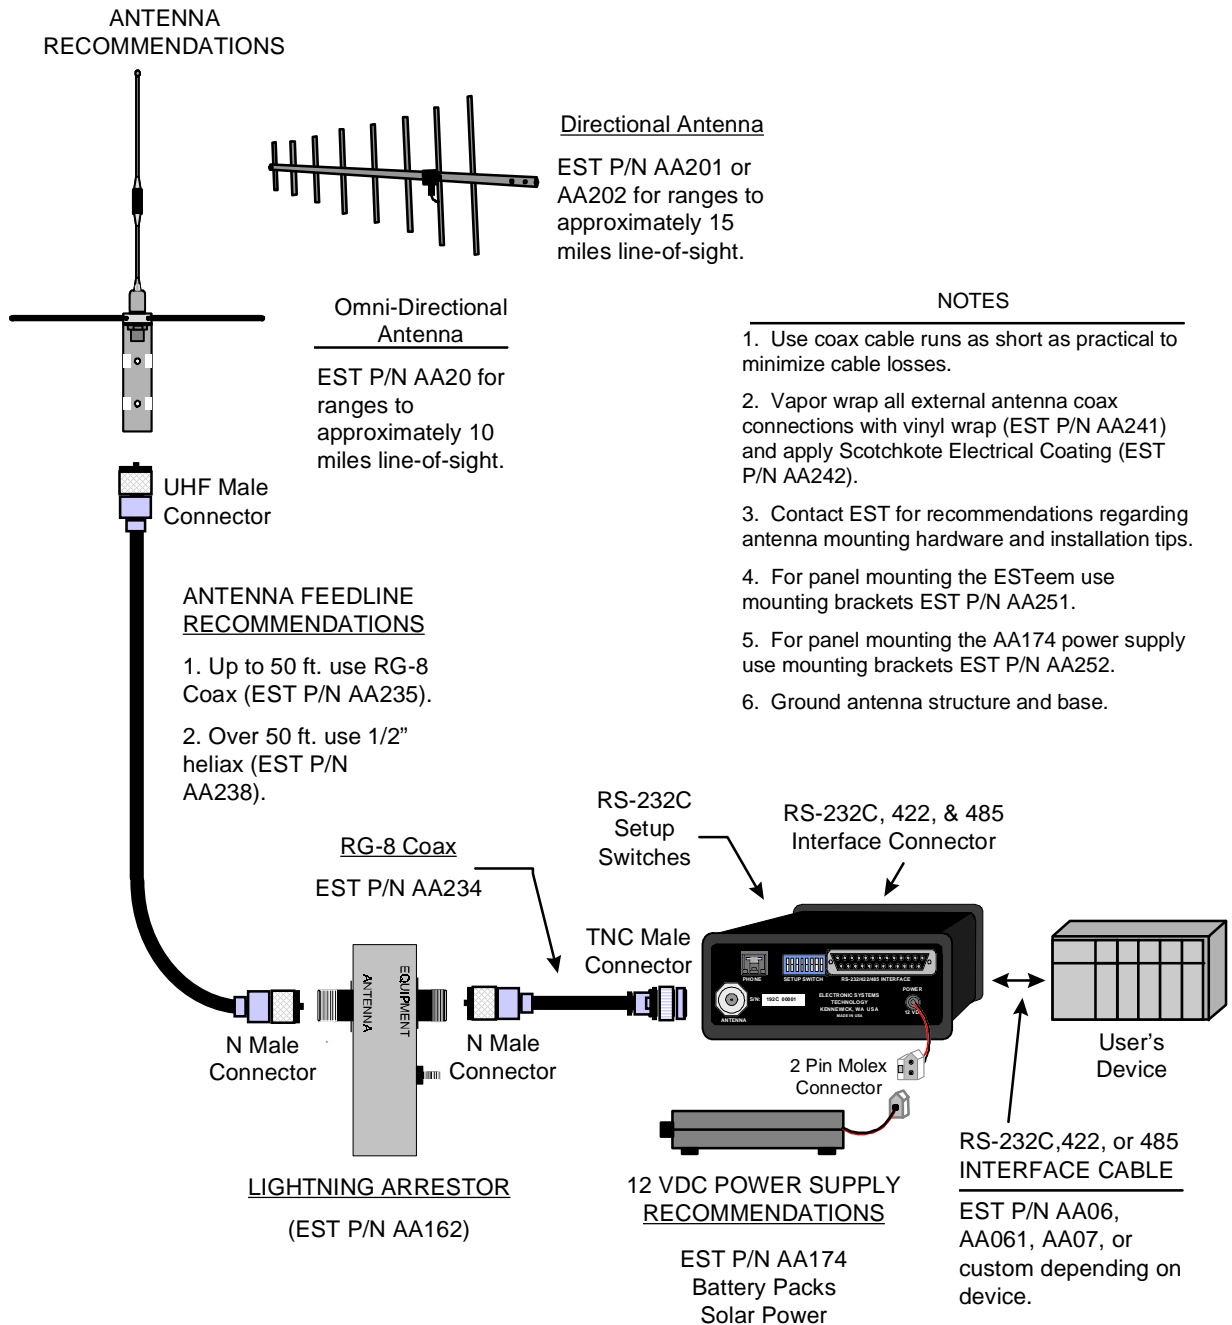 ANTENNA
RECOMMENDATIONS
Directional Antenna
EST P/N AA201 or
AA202 for ranges to
approximately 15
miles line-of-sight.
Omni-Directional
Antenna
EST P/N AA20 for
ranges to
approximately 10
miles line-of-sight.
NOTES
1. Use coax cable runs as short as practical to
minimize cable losses.
2. Vapor wrap all external antenna coax
connections with vinyl wrap (EST P/N AA241)
and apply Scotchkote Electrical Coating (EST
P/N AA242).
3. Contact EST for recommendations regarding
antenna mounting hardware and installation tips.
4. For panel mounting the ESTeem use
mounting brackets EST P/N AA251.
5. For panel mounting the AA174 power supply
use mounting brackets EST P/N AA252.
6. Ground antenna structure and base.
UHF Male
Connector
ANTENNA FEEDLINE
RECOMMENDATIONS
1. Up to 50 ft. use RG-8
Coax (EST P/N AA235).
2. Over 50 ft. use 1/2”
heliax (EST P/N
AA238).
RG-8 Coax
EST P/N AA234
RS-232C
Setup
Switches
RS-232C, 422, & 485
Interface Connector
TNC Male
Connector
PHONE
SETUP SWITCH
RS-232/422/485 INTERFACE
S/N: 192C 00001
ELECTRONIC SYSTEMS
TECHNOLOGY
KENNEWICK, WA USA
MADE IN USA
POWER
12 VDC
ANTENNA
ANTENNA
EQUIPMENT
N Male
Connector
N Male
Connector
2 Pin Molex
Connector
User's
Device
LIGHTNING ARRESTOR
(EST P/N AA162)
12 VDC POWER SUPPLY
RECOMMENDATIONS
EST P/N AA174
Battery Packs
Solar Power
RS-232C,422, or 485
INTERFACE CABLE
EST P/N AA06,
AA061, AA07, or
custom depending on
device.